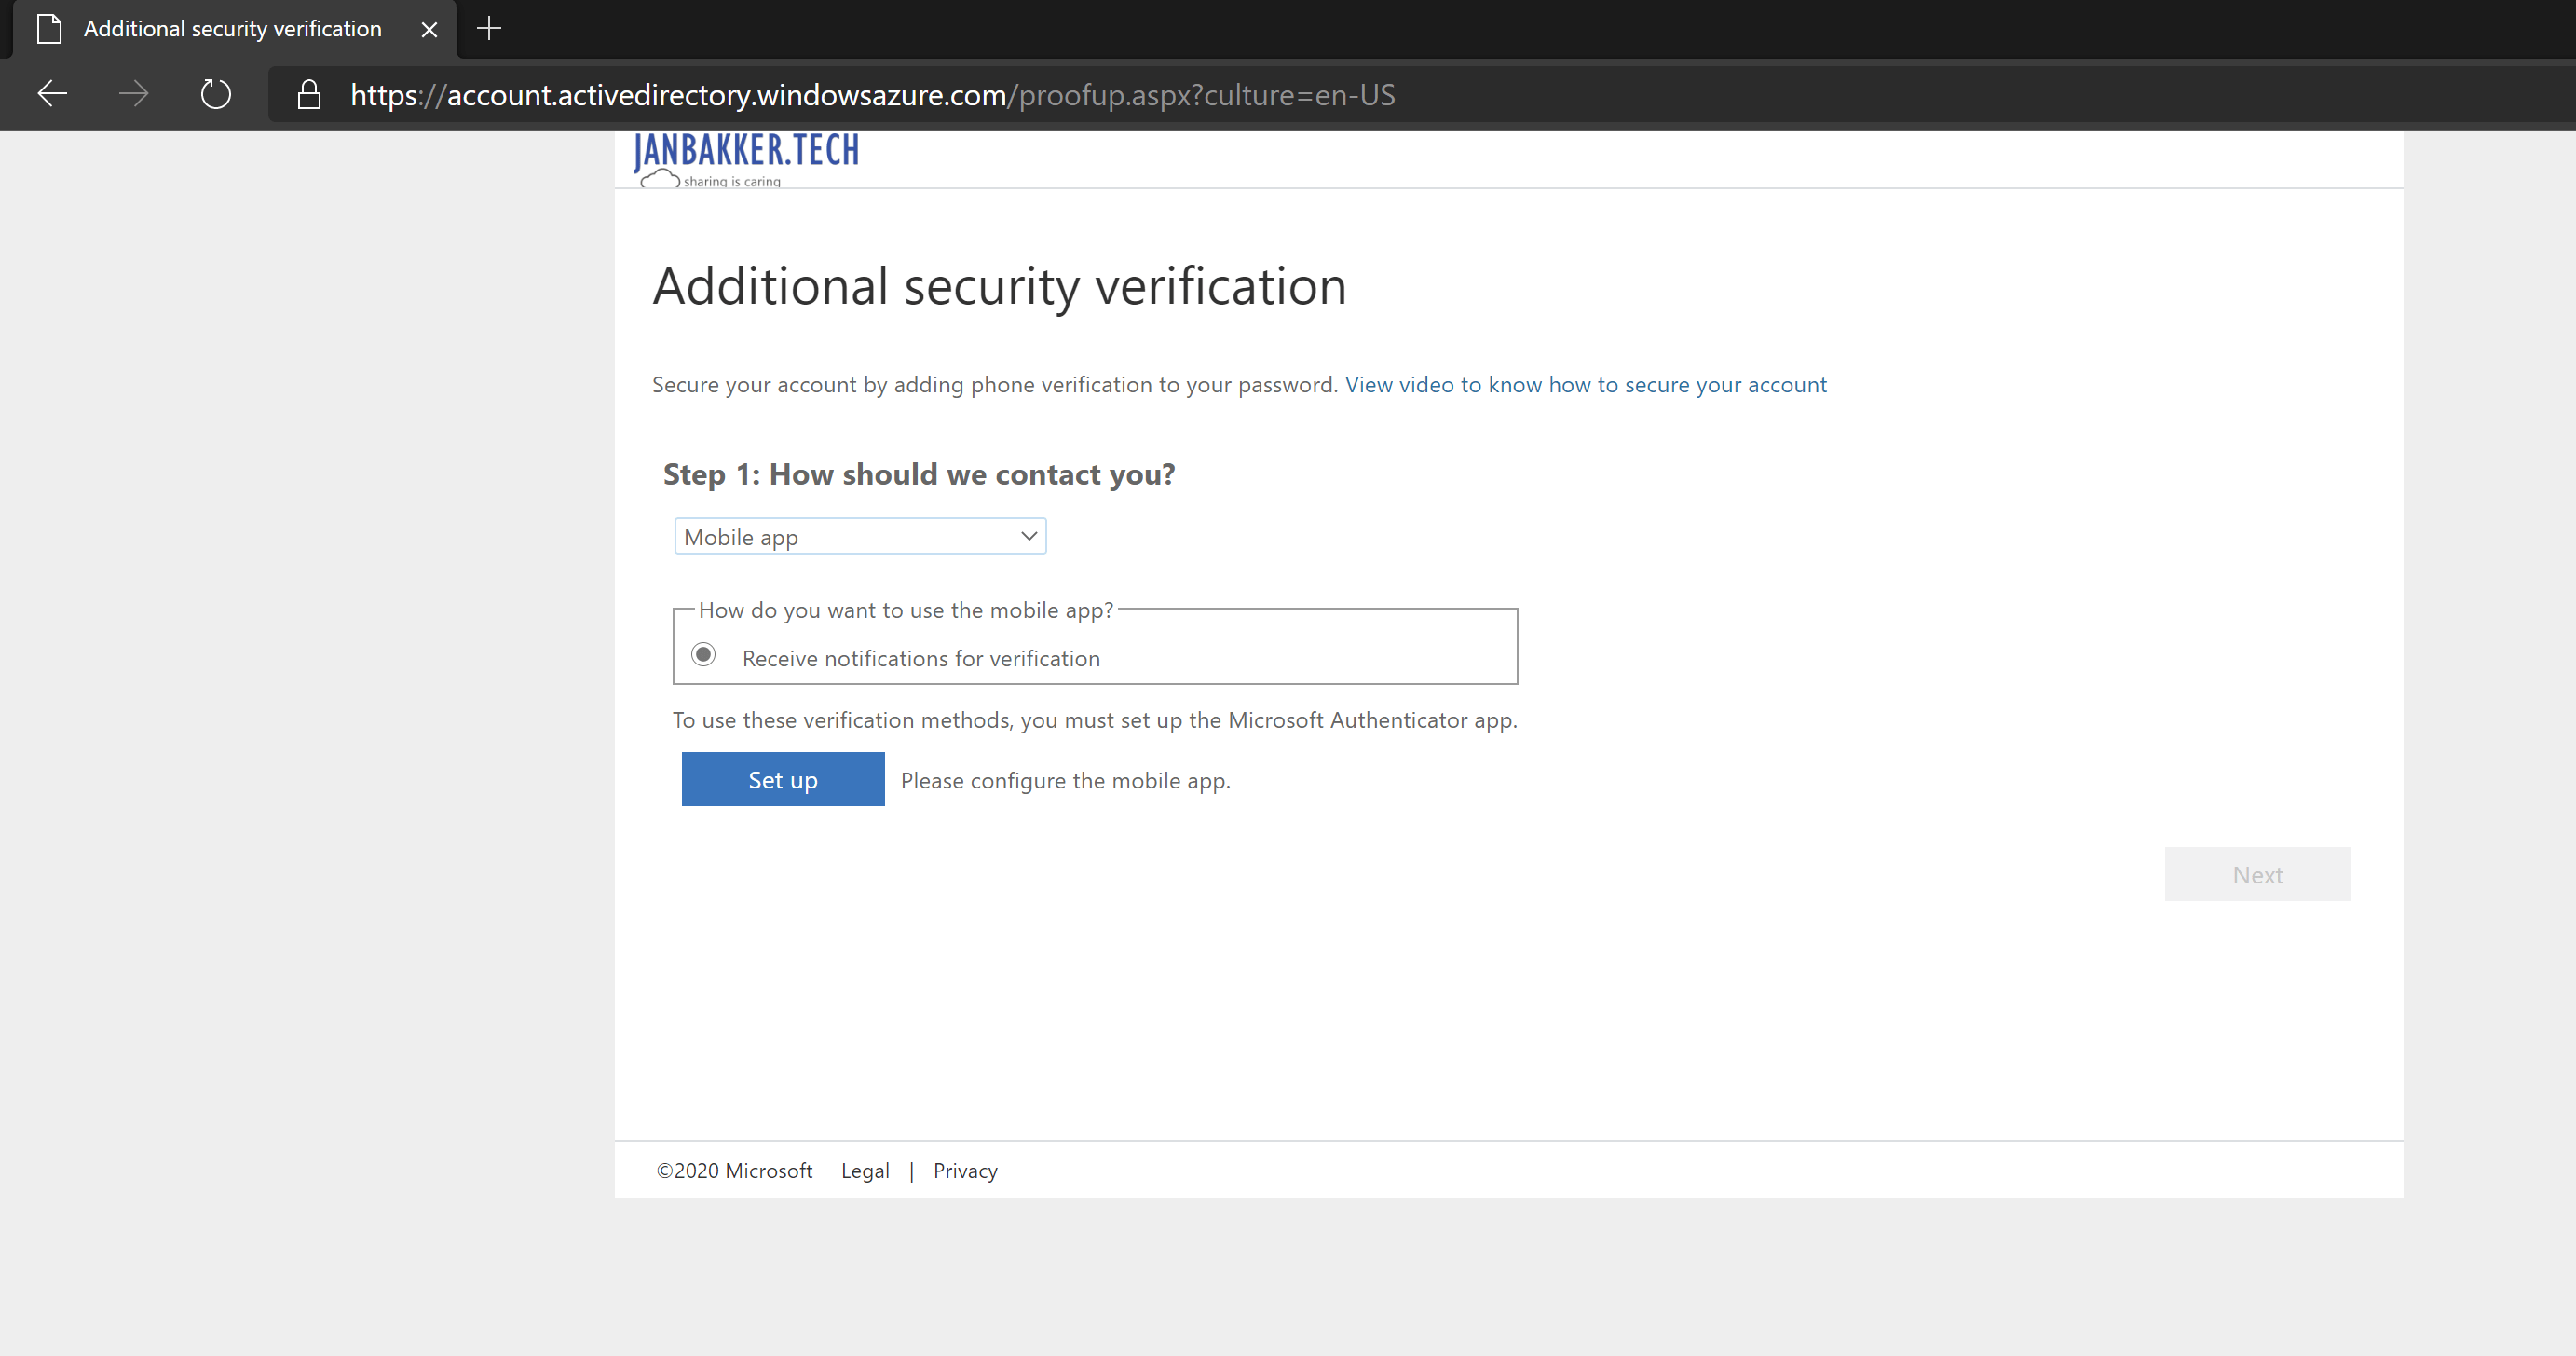 Additional security verification
https://account.activedirectory.windowsazure.com/proofup.aspx?culture=en-US
JANBAKKER.TECH
sharing is caring
Additional security verification
Secure your account by adding phone verification to your password. View video to know how to secure your account
Step 1: How should we contact you?
Mobile app
How do you want to use the mobile app?
Receive notifications for verification
To use these verification methods, you must set up the Microsoft Authenticator app.
Set up Please configure the mobile app.
Next
©2020 Microsoft Legal | Privacy